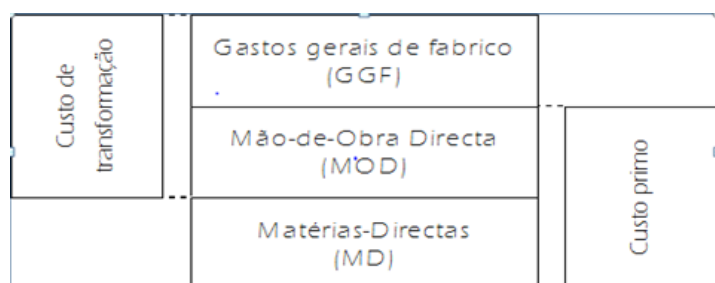 Custo de
transformação
Gastos gerais de fabrico
(GGF)
Mão-de-Obra Directa
(MOD)
Matérias-Directas
(MD)
Custo primo